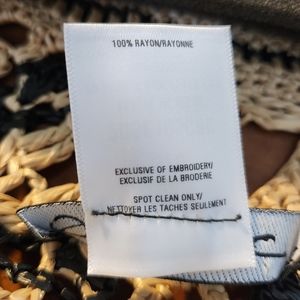 100% RAYON/RAYONNE
EXCLUSIVE OF EMBROIDERY/
EXCLUSIF DE LA BRODERIE
SPOT CLEAN ONLY/
NETTOYER LES TACHES SEULEMENT